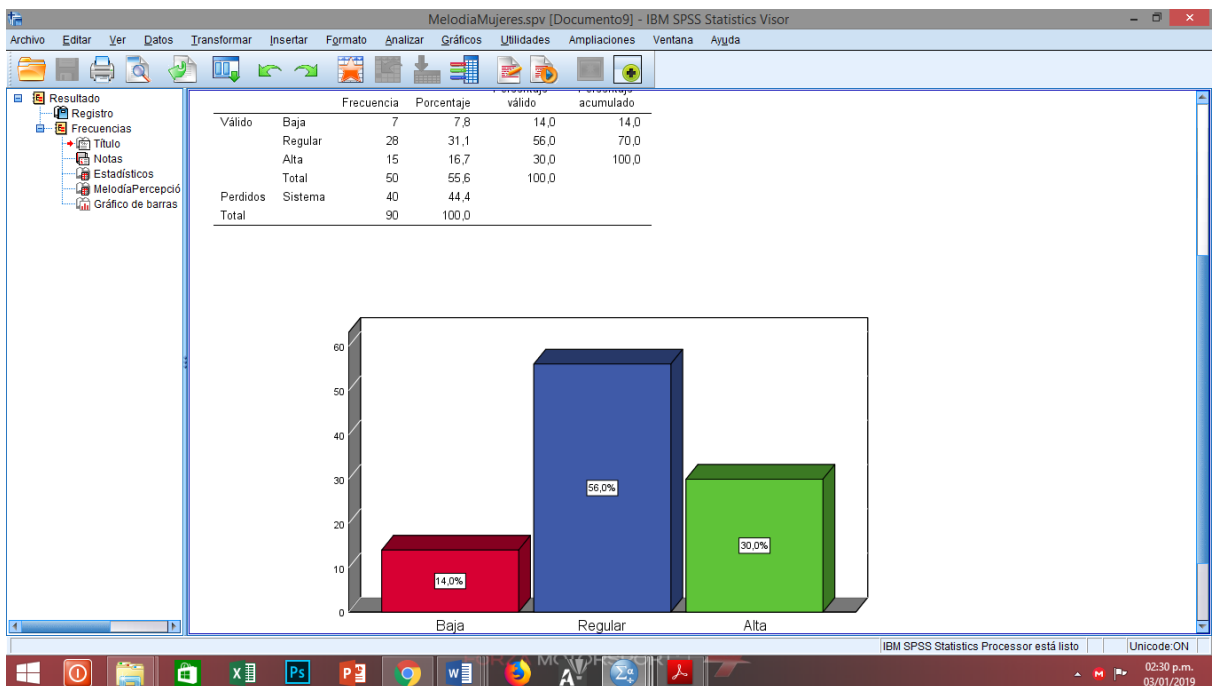 MelodiaMujeres.spv [Documento9] - IBM SPSS Statistics Visor
Archivo Editar Ver Datos Transformar Insertar Formato Analizar Gráficos Utilidades Ampliaciones Ventana Ayuda
Resultado
Registro
Frecuencias
Título
Notas
Estadísticos
MelodíaPercepció
Gráfico de barras
Frecuencia Porcentaje válido acumulado
Válido Baja 7 7,8 14,0 14,0
Regular 28 31,1 56,0 70,0
Alta 15 16,7 30,0 100,0
Total 50 55,6 100,0
Perdidos Sistema 40 44,4
Total 90 100,0
60
50
40
30
20
10
0
14,0%
56,0%
30,0%
Baja Regular Alta
IBM SPSS Statistics Processor está listo Unicode:ON
02:30 p.m.
03/01/2019